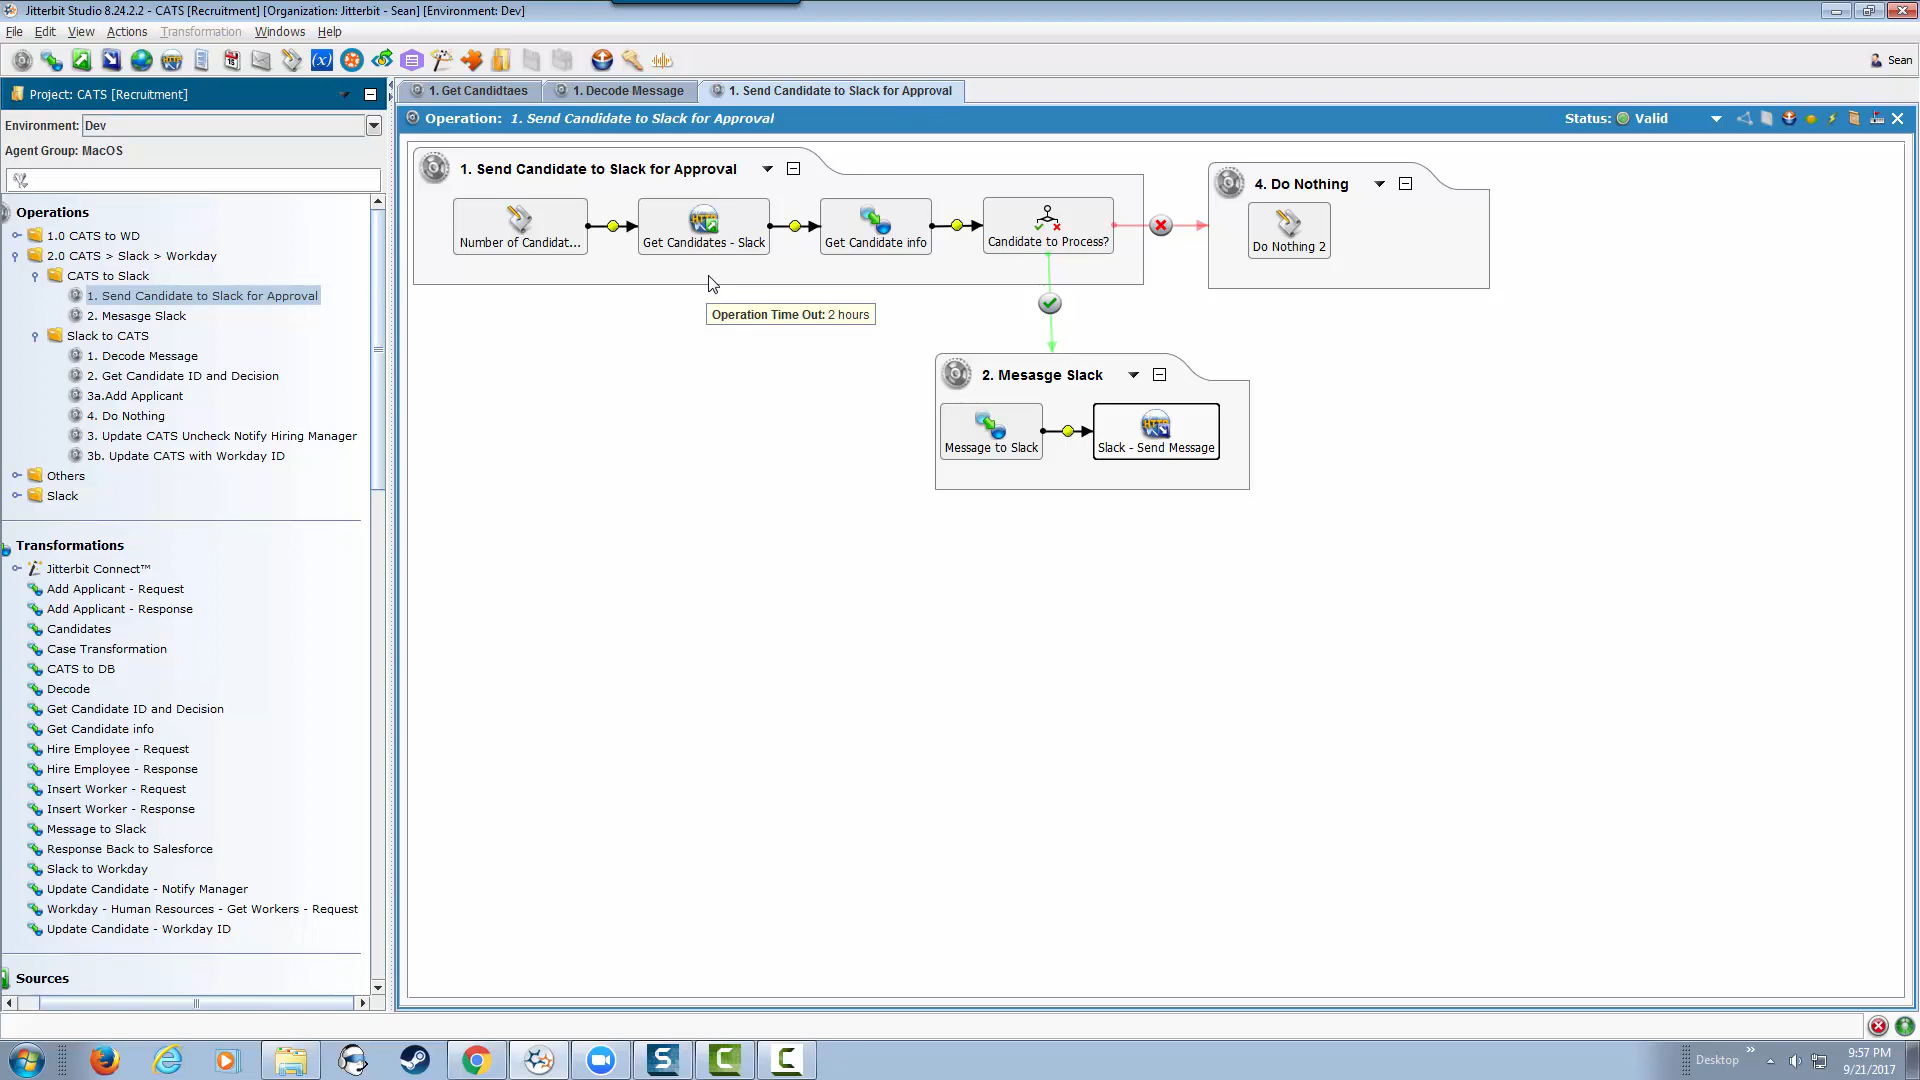 Jitterbit Studio 8.24.2.2 - CATS [Recruitment] [Organization: Jitterbit - Sean] [Environment: Dev]
File Edit View Actions Transformation Windows Help
Sean
Project: CATS [Recruitment]
Environment: Dev
Agent Group: MacOS
Operations
1.0 CATS to WD
2.0 CATS > Slack > Workday
CATS to Slack
1. Send Candidate to Slack for Approval
2. Mesasge Slack
Slack to CATS
1. Decode Message
2. Get Candidate ID and Decision
3a.Add Applicant
4. Do Nothing
3. Update CATS Uncheck Notify Hiring Manager
3b. Update CATS with Workday ID
Others
Slack
Transformations
Jitterbit Connect™
Add Applicant - Request
Add Applicant - Response
Candidates
Case Transformation
CATS to DB
Decode
Get Candidate ID and Decision
Get Candidate info
Hire Employee - Request
Hire Employee - Response
Insert Worker - Request
Insert Worker - Response
Message to Slack
Response Back to Salesforce
Slack to Workday
Update Candidate - Notify Manager
Workday - Human Resources - Get Workers - Request
Update Candidate - Workday ID
Sources
1. Get Candidtaes
1. Decode Message
1. Send Candidate to Slack for Approval
Operation: 1. Send Candidate to Slack for Approval
Status: Valid
1. Send Candidate to Slack for Approval
Number of Candidat...
Get Candidates - Slack
Get Candidate info
Candidate to Process?
4. Do Nothing
Do Nothing 2
Operation Time Out: 2 hours
2. Mesasge Slack
Message to Slack
Slack - Send Message
Desktop
9:57 PM
9/21/2017